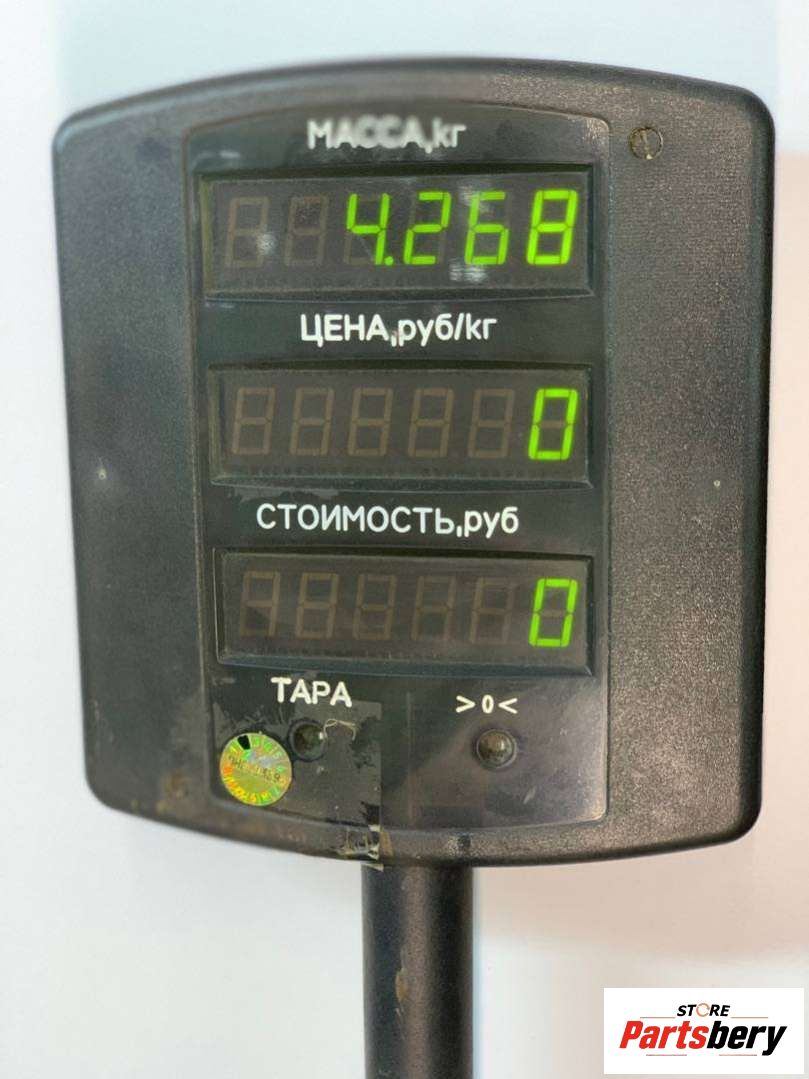 МАССА,кг
4.268
ЦЕНА,руб/кг
0
СТОИМОСТЬ,руб
0
ТАРА
>0<
STORE
Partsbery